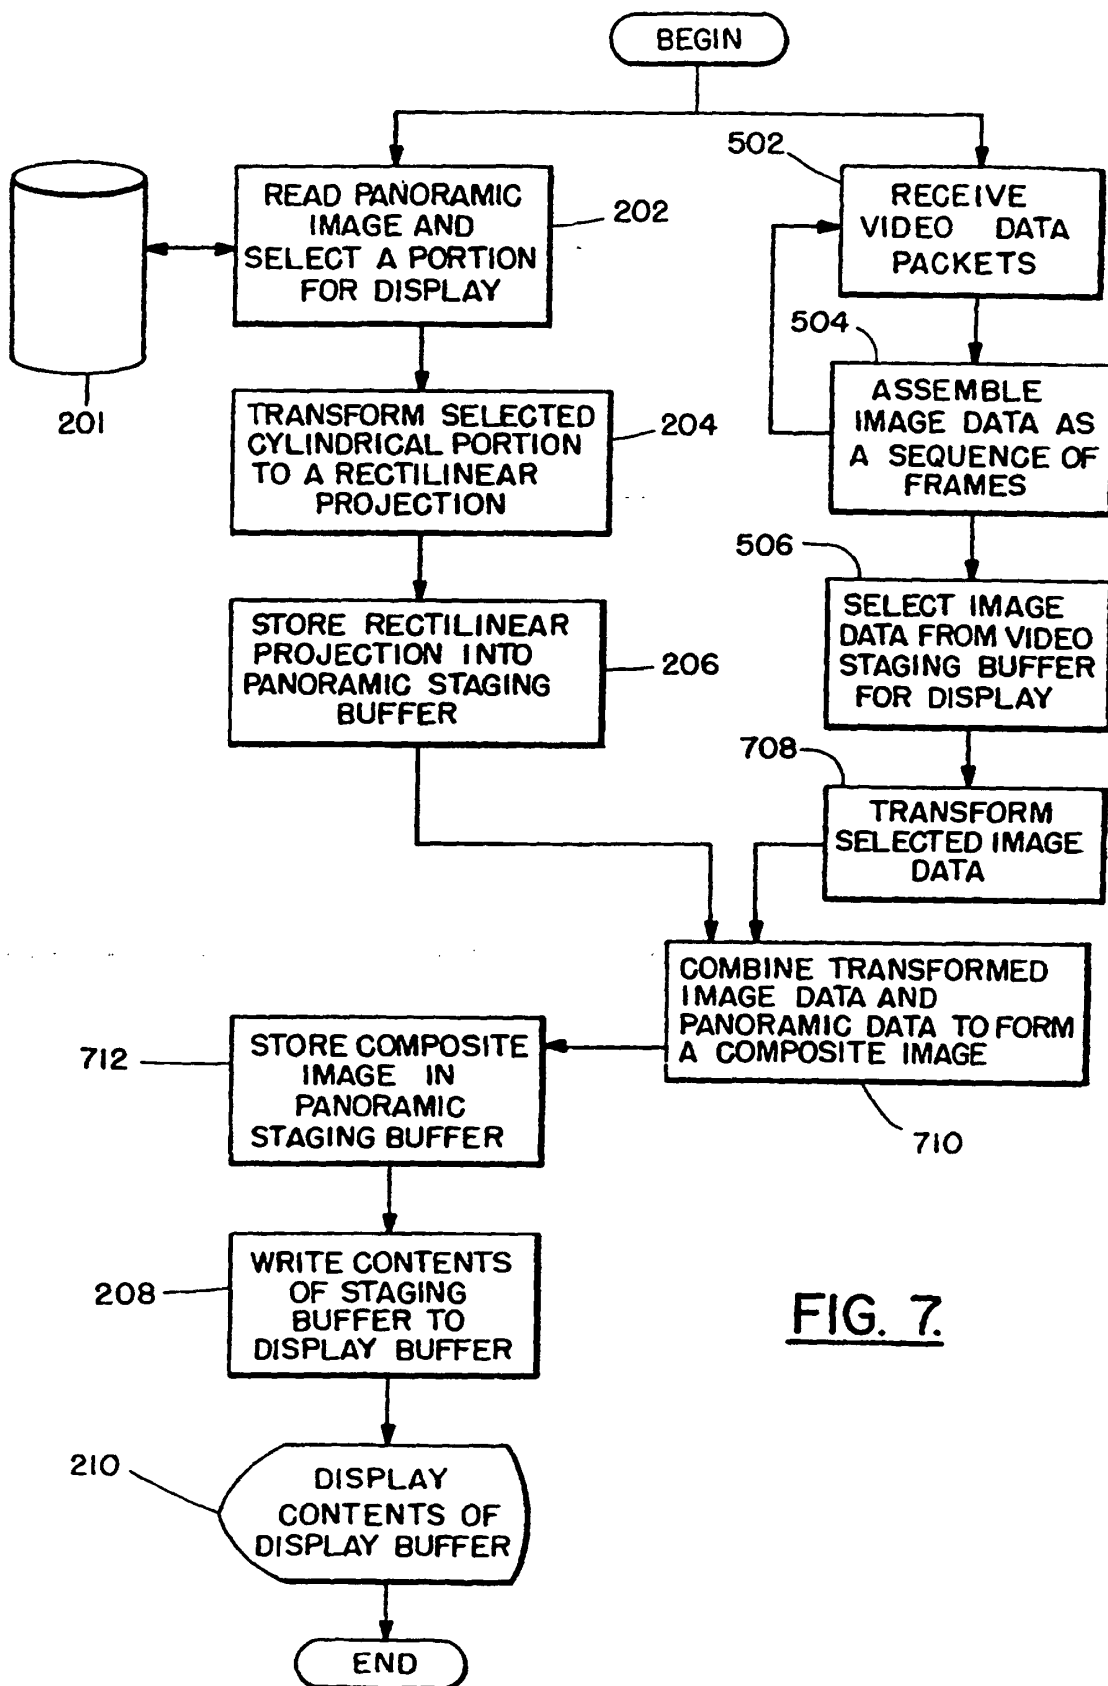 BEGIN
READ PANORAMIC
IMAGE AND
SELECT A PORTION
FOR DISPLAY
202
201
TRANSFORM SELECTED
CYLINDRICAL PORTION
TO A RECTILINEAR
PROJECTION
204
STORE RECTILINEAR
PROJECTION INTO
PANORAMIC STAGING
BUFFER
206
502
RECEIVE
VIDEO DATA
PACKETS
504
ASSEMBLE
IMAGE DATA AS
A SEQUENCE OF
FRAMES
506
SELECT IMAGE
DATA FROM VIDEO
STAGING BUFFER
FOR DISPLAY
708
TRANSFORM
SELECTED IMAGE
DATA
COMBINE TRANSFORMED
IMAGE DATA AND
PANORAMIC DATA TO FORM
A COMPOSITE IMAGE
710
712
STORE COMPOSITE
IMAGE IN
PANORAMIC
STAGING BUFFER
208
WRITE CONTENTS
OF STAGING
BUFFER TO
DISPLAY BUFFER
210
DISPLAY
CONTENTS OF
DISPLAY BUFFER
END
FIG. 7.